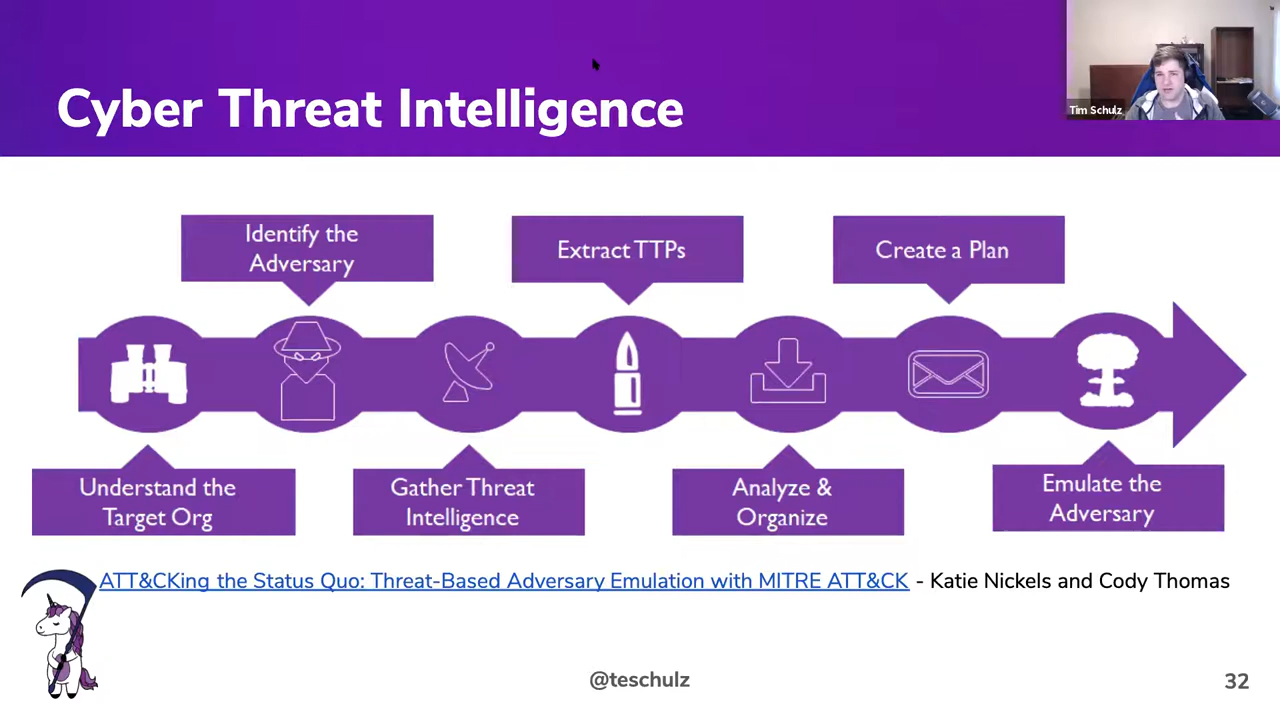 Cyber Threat Intelligence
Tim Schulz
Identify the
Adversary
Extract TTPs
Create a Plan
Understand the
Target Org
Gather Threat
Intelligence
Analyze &
Organize
Emulate the
Adversary
ATT&CKing the Status Quo: Threat-Based Adversary Emulation with MITRE ATT&CK - Katie Nickels and Cody Thomas
@teschulz
32